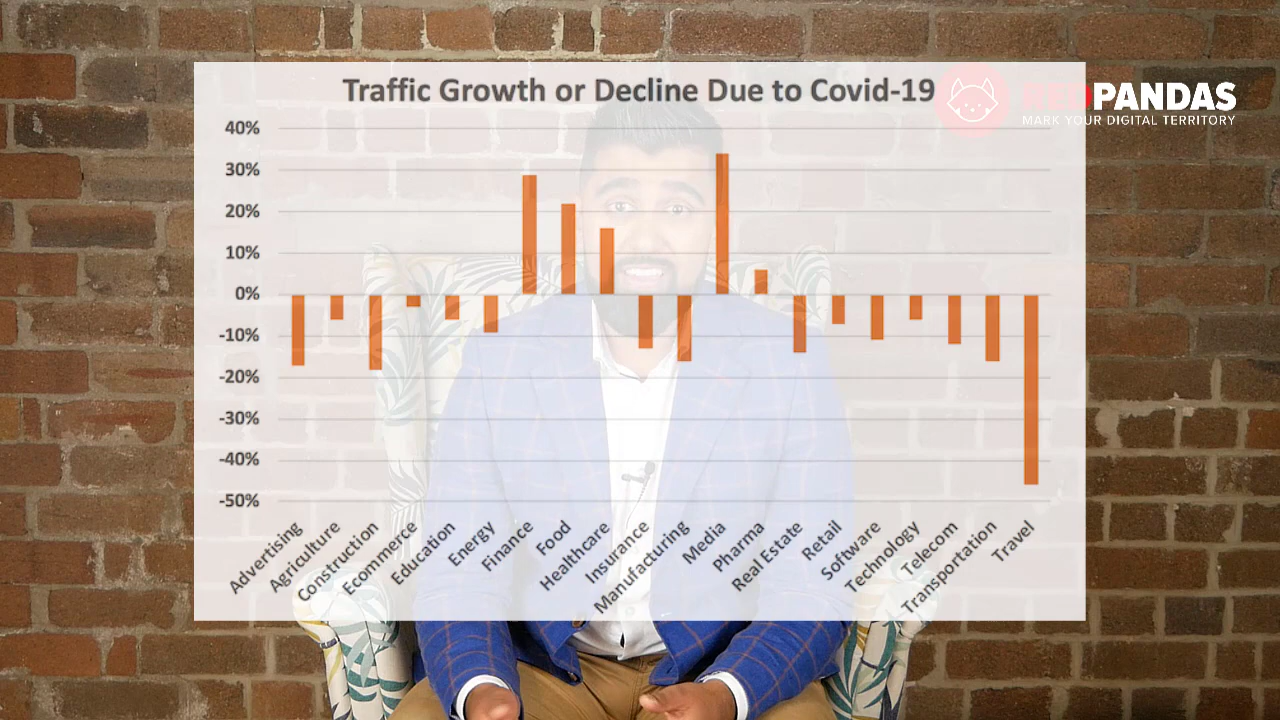 Traffic Growth or Decline Due to Covid-19
REDPANDAS
MARK YOUR DIGITAL TERRITORY
40%
30%
20%
10%
0%
-10%
-20%
-30%
-40%
-50%
Advertising
Agriculture
Construction
Ecommerce
Education
Energy
Finance
Food
Healthcare
Insurance
Manufacturing
Media
Pharma
Real Estate
Retail
Software
Technology
Telecom
Transportation
Travel